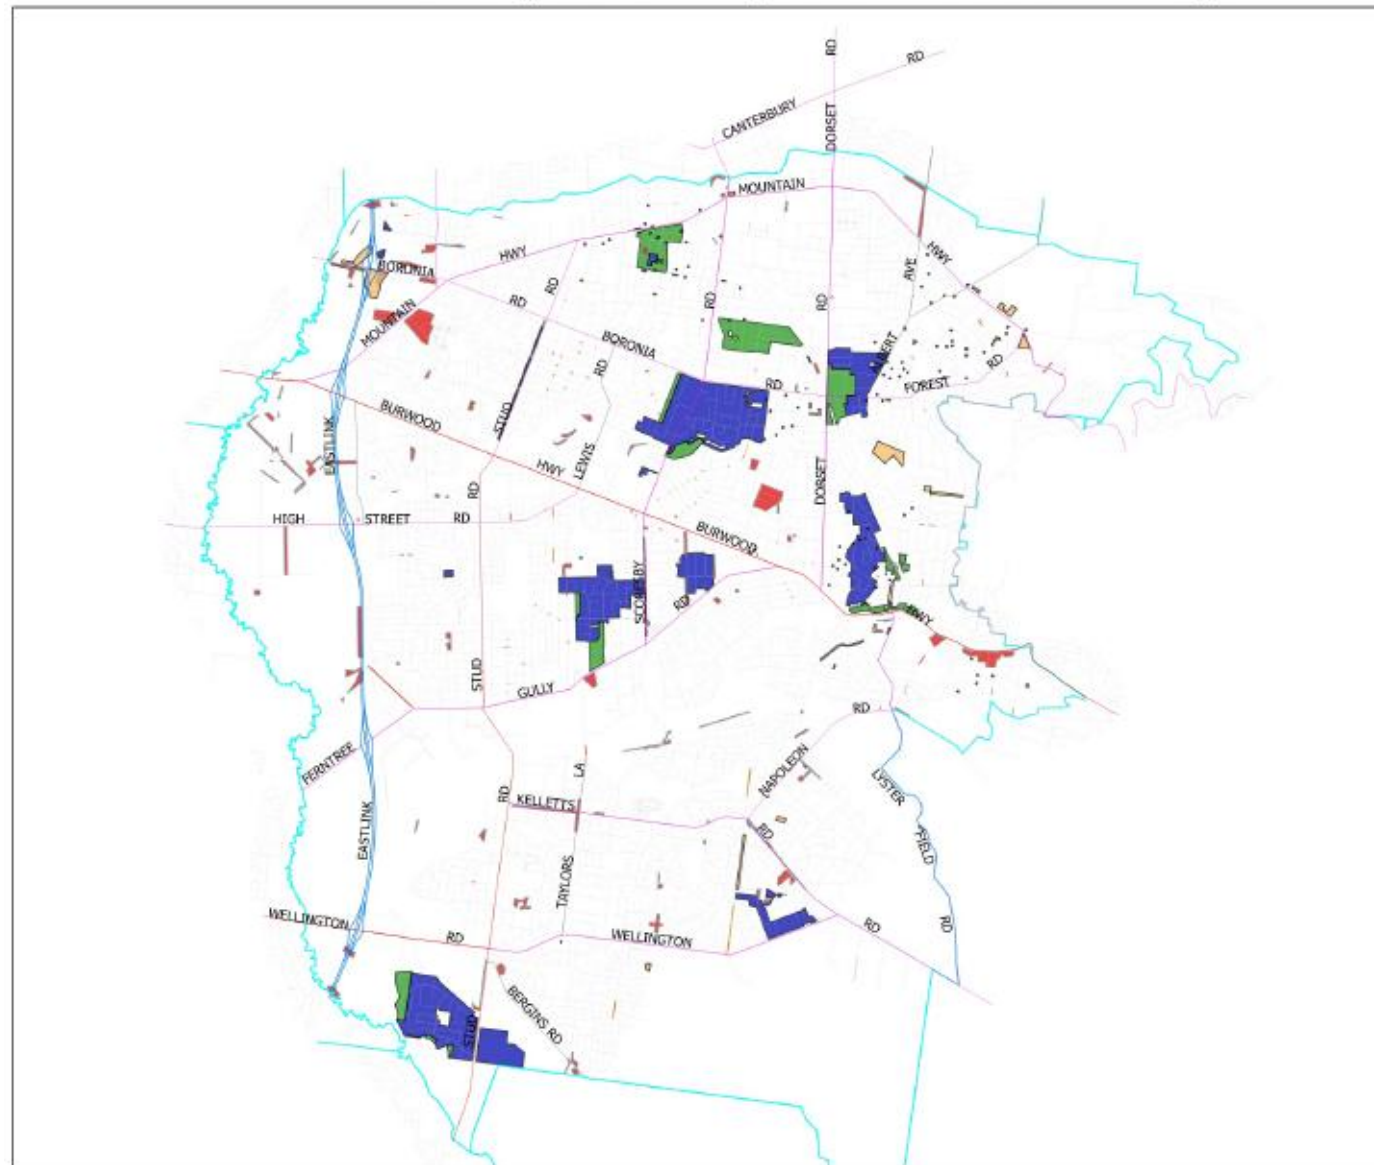 RD
RD
CANTERBURY
DORSET
MOUNTAIN
HWY
HWY
BORONIA
AVE
RD
RD
RD
RD
MOUNTAIN
BORONIA
ALBERT
RD
RD
RD
FOREST
BURWOOD
STUD
EASTLINK
LEWIS
HWY
DORSET
RD
HIGH
STREET
RD
BURWOOD
SCORESBY
RD
HWY
STUD
GULLY
RD
FERNTREE
LA
NAPOLEON
LYSTER
RD
KELLETTS
RD
EASTLINK
FIELD
TAYLORS
WELLINGTON
RD
WELLINGTON
RD
RD
BERGINS RD
STUD